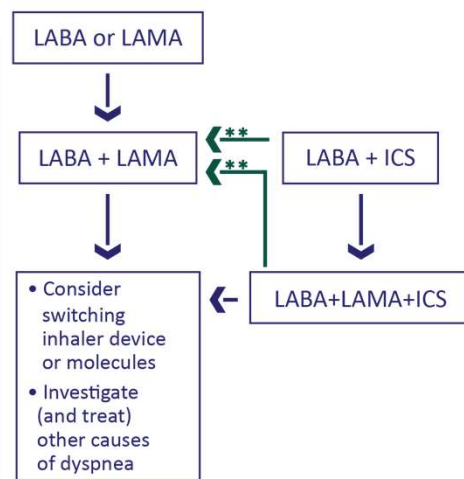 LABA or LAMA
**
LABA + LAMA
LABA + ICS
**
• Consider
switching
inhaler device
or molecules
• Investigate
(and treat)
other causes
of dyspnea
LABA+LAMA+ICS